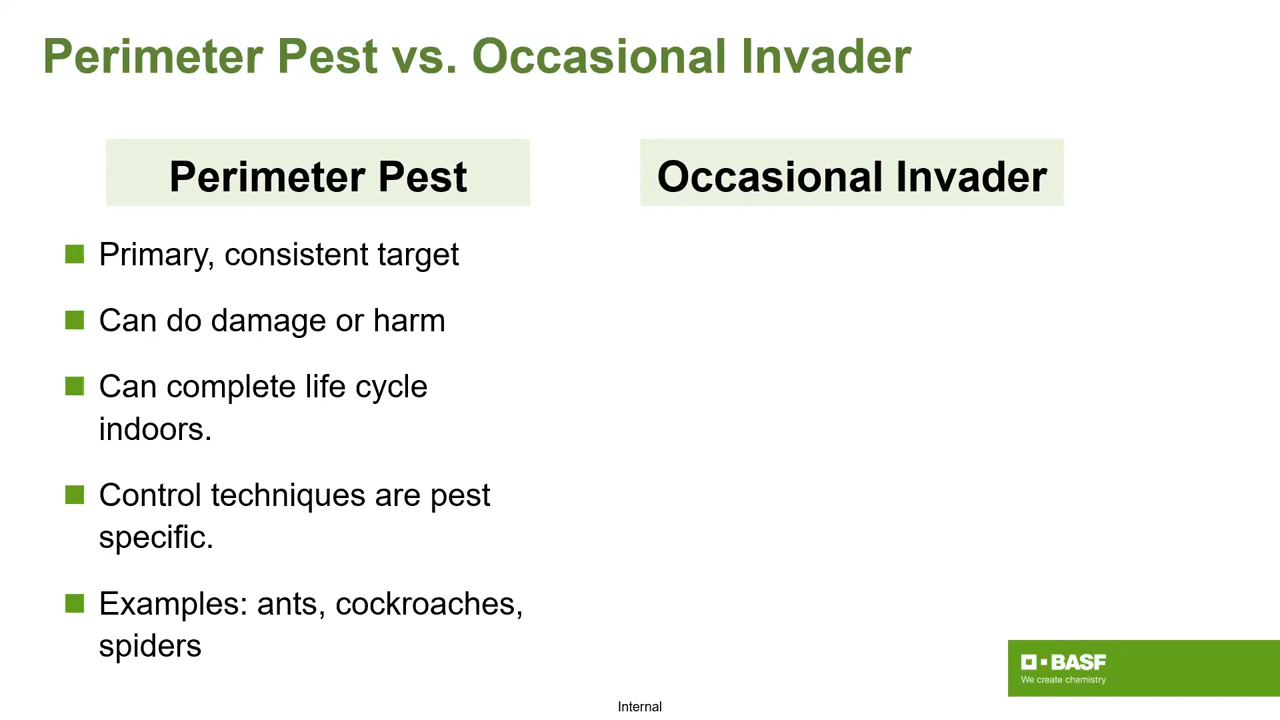 Perimeter Pest vs. Occasional Invader
Perimeter Pest
Primary, consistent target
Can do damage or harm
Can complete life cycle
indoors.
Control techniques are pest
specific.
Examples: ants, cockroaches,
spiders
Occasional Invader
BASF
We create chemistry
Internal